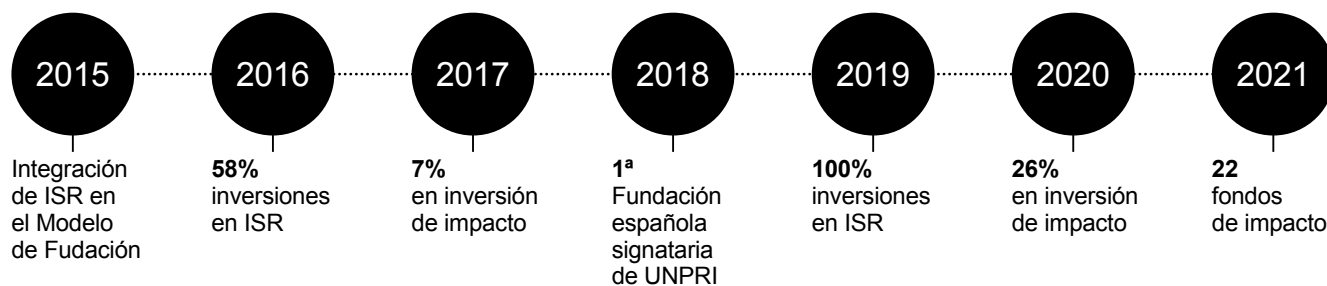 2015
Integración
de ISR en
el Modelo
de Fudación
2016
58%
inversiones
en ISR
2017
7%
en inversión
de impacto
2018
1ª
Fundación
española
signataria
de UNPRI
2019
100%
inversiones
en ISR
2020
26%
en inversión
de impacto
2021
22
fondos
de impacto